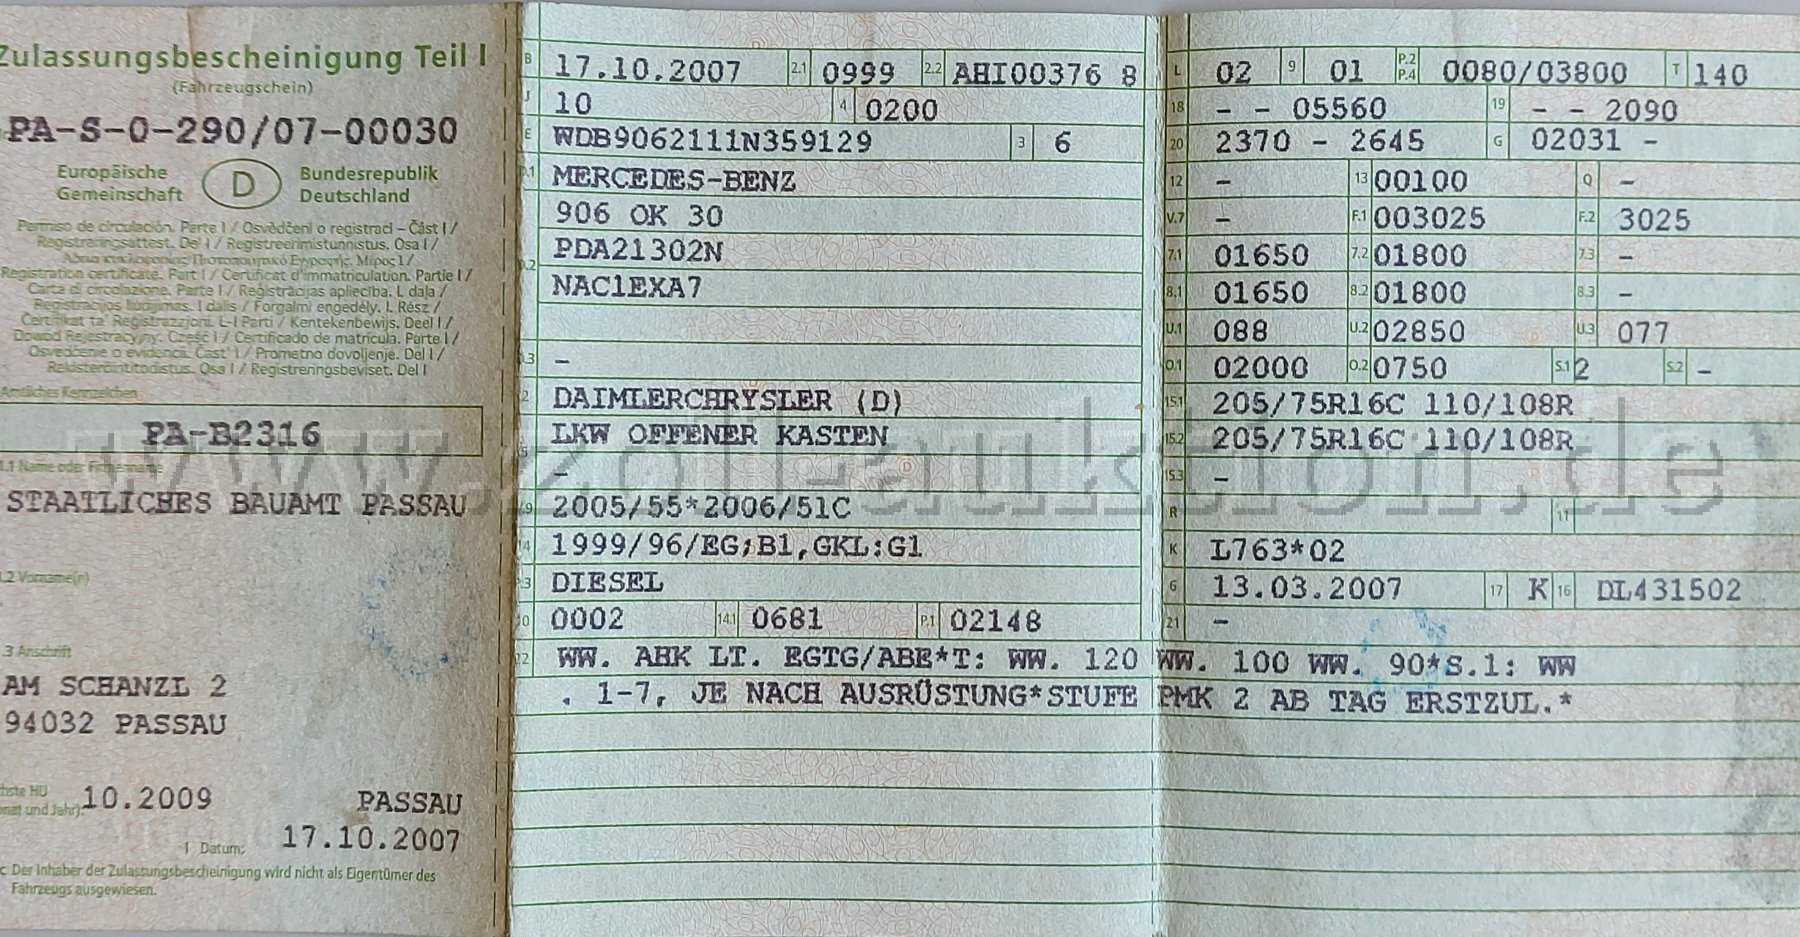 Zulassungsbescheinigung Teil I
(Fahrzeugschein)
PA-S-0-290/07-00030
Europäische Gemeinschaft
D
Bundesrepublik Deutschland
Permiso de circulación. Parte I / Osvědčení o registraci – Část I /
Registreringsattest. Del I / Registreerimistunnistus. Osa I /
Registration certificate. Part I / Certificat d'immatriculation. Partie I /
Carta di circolazione. Parte I / Reģistrācijas apliecība. I. daļa /
Registracijos liudijimas. I dalis / Forgalmi engedély. I. Rész /
Ċertifikat ta' Reġistrazzjoni. L-I Parti / Kentekenbewijs. Deel I /
Dowód Rejestracyjny. Część I / Certificado de matrícula. Parte I /
Osvedčenie o evidencii. Časť I / Prometno dovoljenje. Del I /
Rekisteröintitodistus. Osa I / Registreringsbeviset. Del I
Amtliches Kennzeichen
PA-B2316
.1.1 Name oder Firmenname
STAATLICHES BAUAMT PASSAU
.2 Vorname(n)
.3 Anschrift
AM SCHANZL 2
94032 PASSAU
hste HU
nat und Jahr):
10.2009
PASSAU
Datum:
17.10.2007
Der Inhaber der Zulassungsbescheinigung wird nicht als Eigentümer des
Fahrzeugs ausgewiesen.
B 17.10.2007 2.1 0999 2.2 AHI00376 8
J 10 4 0200
E WDB9062111N359129 3 6
D.1 MERCEDES-BENZ
906 OK 30
D.2 PDA21302N
NAC1EXA7
D.3 –
2 DAIMLERCHRYSLER (D)
5 LKW OFFENER KASTEN
–
V.9 2005/55*2006/51C
14 1999/96/EG;B1,GKL:G1
P.3 DIESEL
10 0002 14.1 0681 P.1 02148
L 02 9 01 P.2 P.4 0080/03800 T 140
18 - - 05560 19 - - 2090
20 2370 - 2645 G 02031 -
12 - 13 00100 Q -
V.7 - F.1 003025 F.2 3025
7.1 01650 7.2 01800 7.3 -
8.1 01650 8.2 01800 8.3 -
U.1 088 U.2 02850 U.3 077
O.1 02000 O.2 0750 S.1 2 S.2 -
15.1 205/75R16C 110/108R
15.2 205/75R16C 110/108R
15.3 -
R 11
K L763*02
6 13.03.2007 17 K 16 DL431502
21 -
22 WW. AHK LT. EGTG/ABE*T: WW. 120 WW. 100 WW. 90*S.1: WW
. 1-7, JE NACH AUSRÜSTUNG*STUFE PMK 2 AB TAG ERSTZUL.*
www.zoll-auktion.de